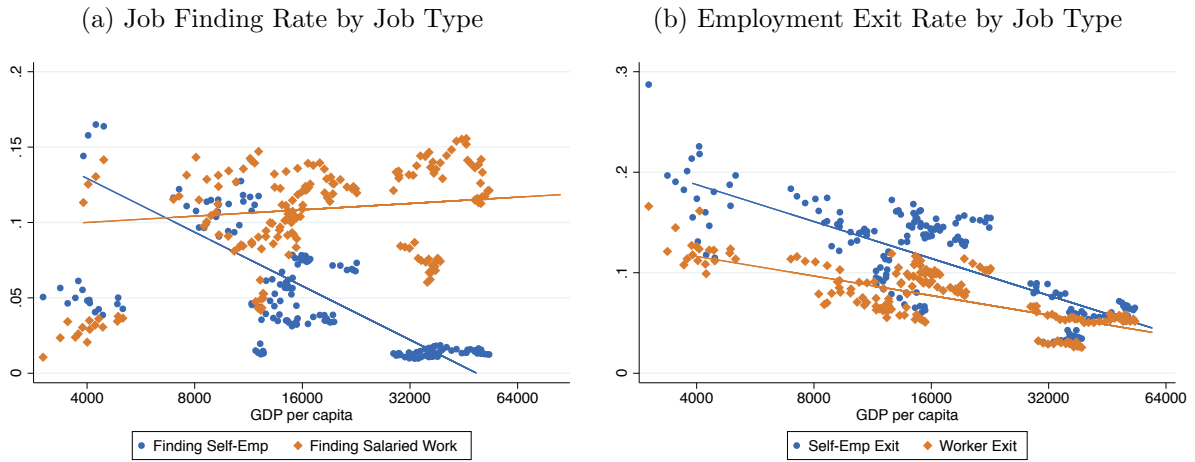 (a) Job Finding Rate by Job Type
.2
.15
.1
.05
0
4000 8000 16000 32000 64000
GDP per capita
Finding Self-Emp Finding Salaried Work
(b) Employment Exit Rate by Job Type
.3
.2
.1
0
4000 8000 16000 32000 64000
GDP per capita
Self-Emp Exit Worker Exit